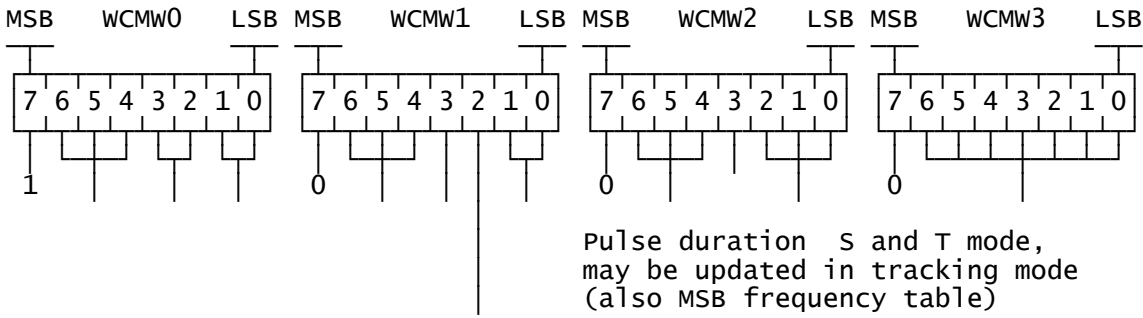 MSB WCMW0 LSB MSB WCMW1 LSB MSB WCMW2 LSB MSB WCMW3 LSB
7 6 5 4 3 2 1 0 7 6 5 4 3 2 1 0 7 6 5 4 3 2 1 0 7 6 5 4 3 2 1 0
1 0 0 0
Pulse duration S and T mode,
may be updated in tracking mode
(also MSB frequency table)